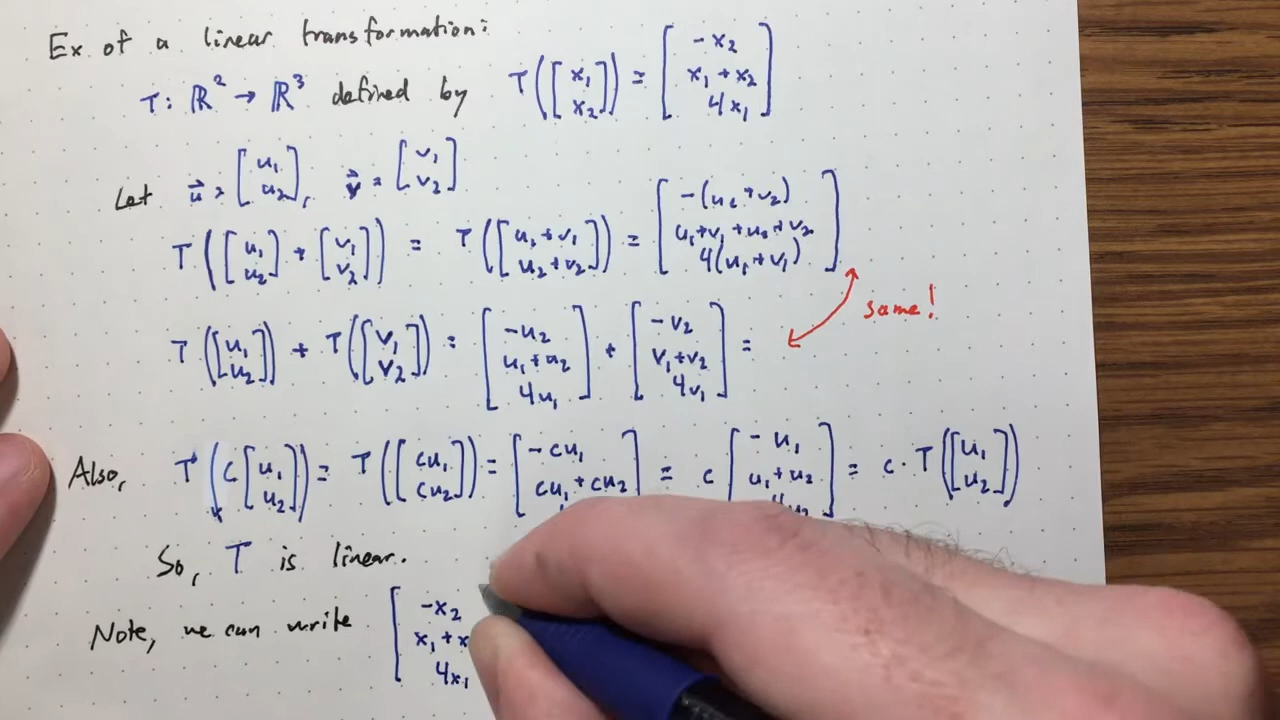 Ex of a linear transformation:
T: ℝ² → ℝ³ defined by T([x₁ x₂]) = [-x₂ x₁+x₂ 4x₁]
Let u⃗ = [u₁ u₂], v⃗ = [v₁ v₂]
T([u₁ u₂] + [v₁ v₂]) = T([u₁+v₁ u₂+v₂]) = [-(u₂+v₂) u₁+v₁+u₂+v₂ 4(u₁+v₁)]
same!
T([u₁ u₂]) + T([v₁ v₂]) = [-u₂ u₁+u₂ 4u₁] + [-v₂ v₁+v₂ 4v₁] =
Also, T(c[u₁ u₂]) = T([cu₁ cu₂]) = [-cu₁ cu₁+cu₂ = c[-u₁ u₁+u₂ 4u₂] = c·T([u₁ u₂])
So, T is linear.
Note, we can write [-x₂ x₁+x 4x₁